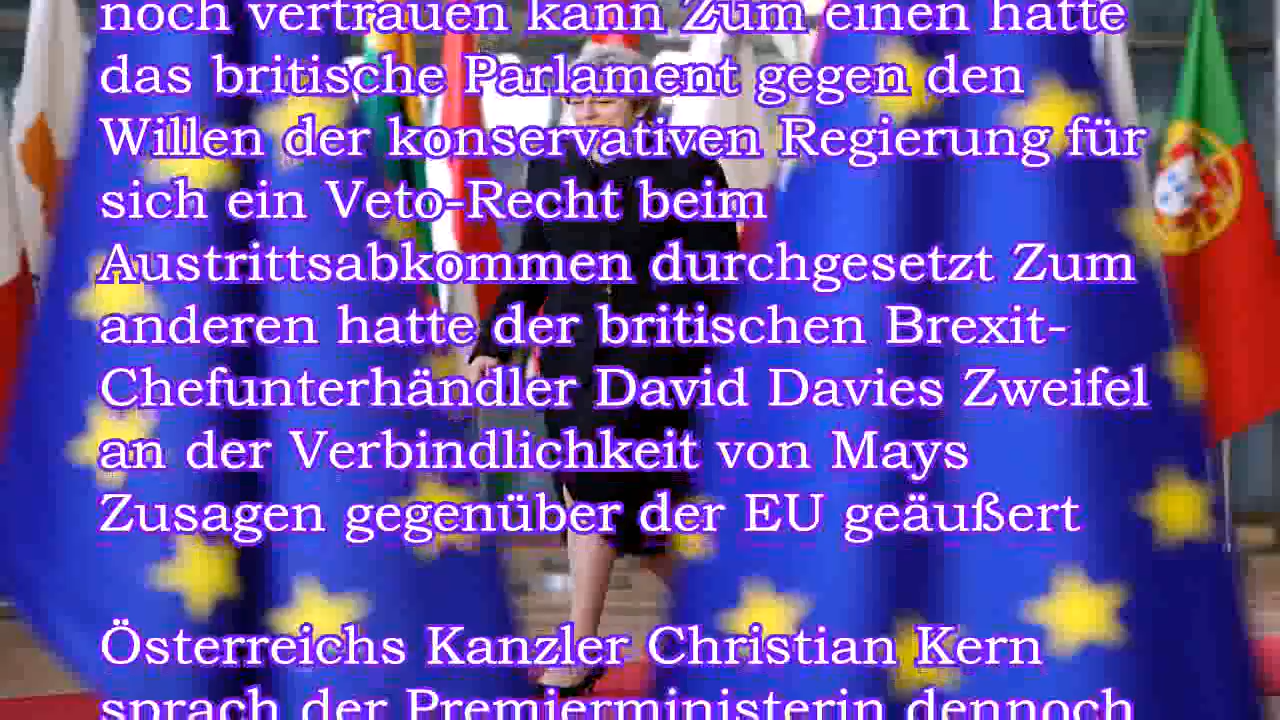 noch vertrauen kann Zum einen hatte
das britische Parlament gegen den
Willen der konservativen Regierung für
sich ein Veto-Recht beim
Austrittsabkommen durchgesetzt Zum
anderen hatte der britischen Brexit-
Chefunterhändler David Davies Zweifel
an der Verbindlichkeit von Mays
Zusagen gegenüber der EU geäußert
Österreichs Kanzler Christian Kern
sprach der Premierministerin dennoch